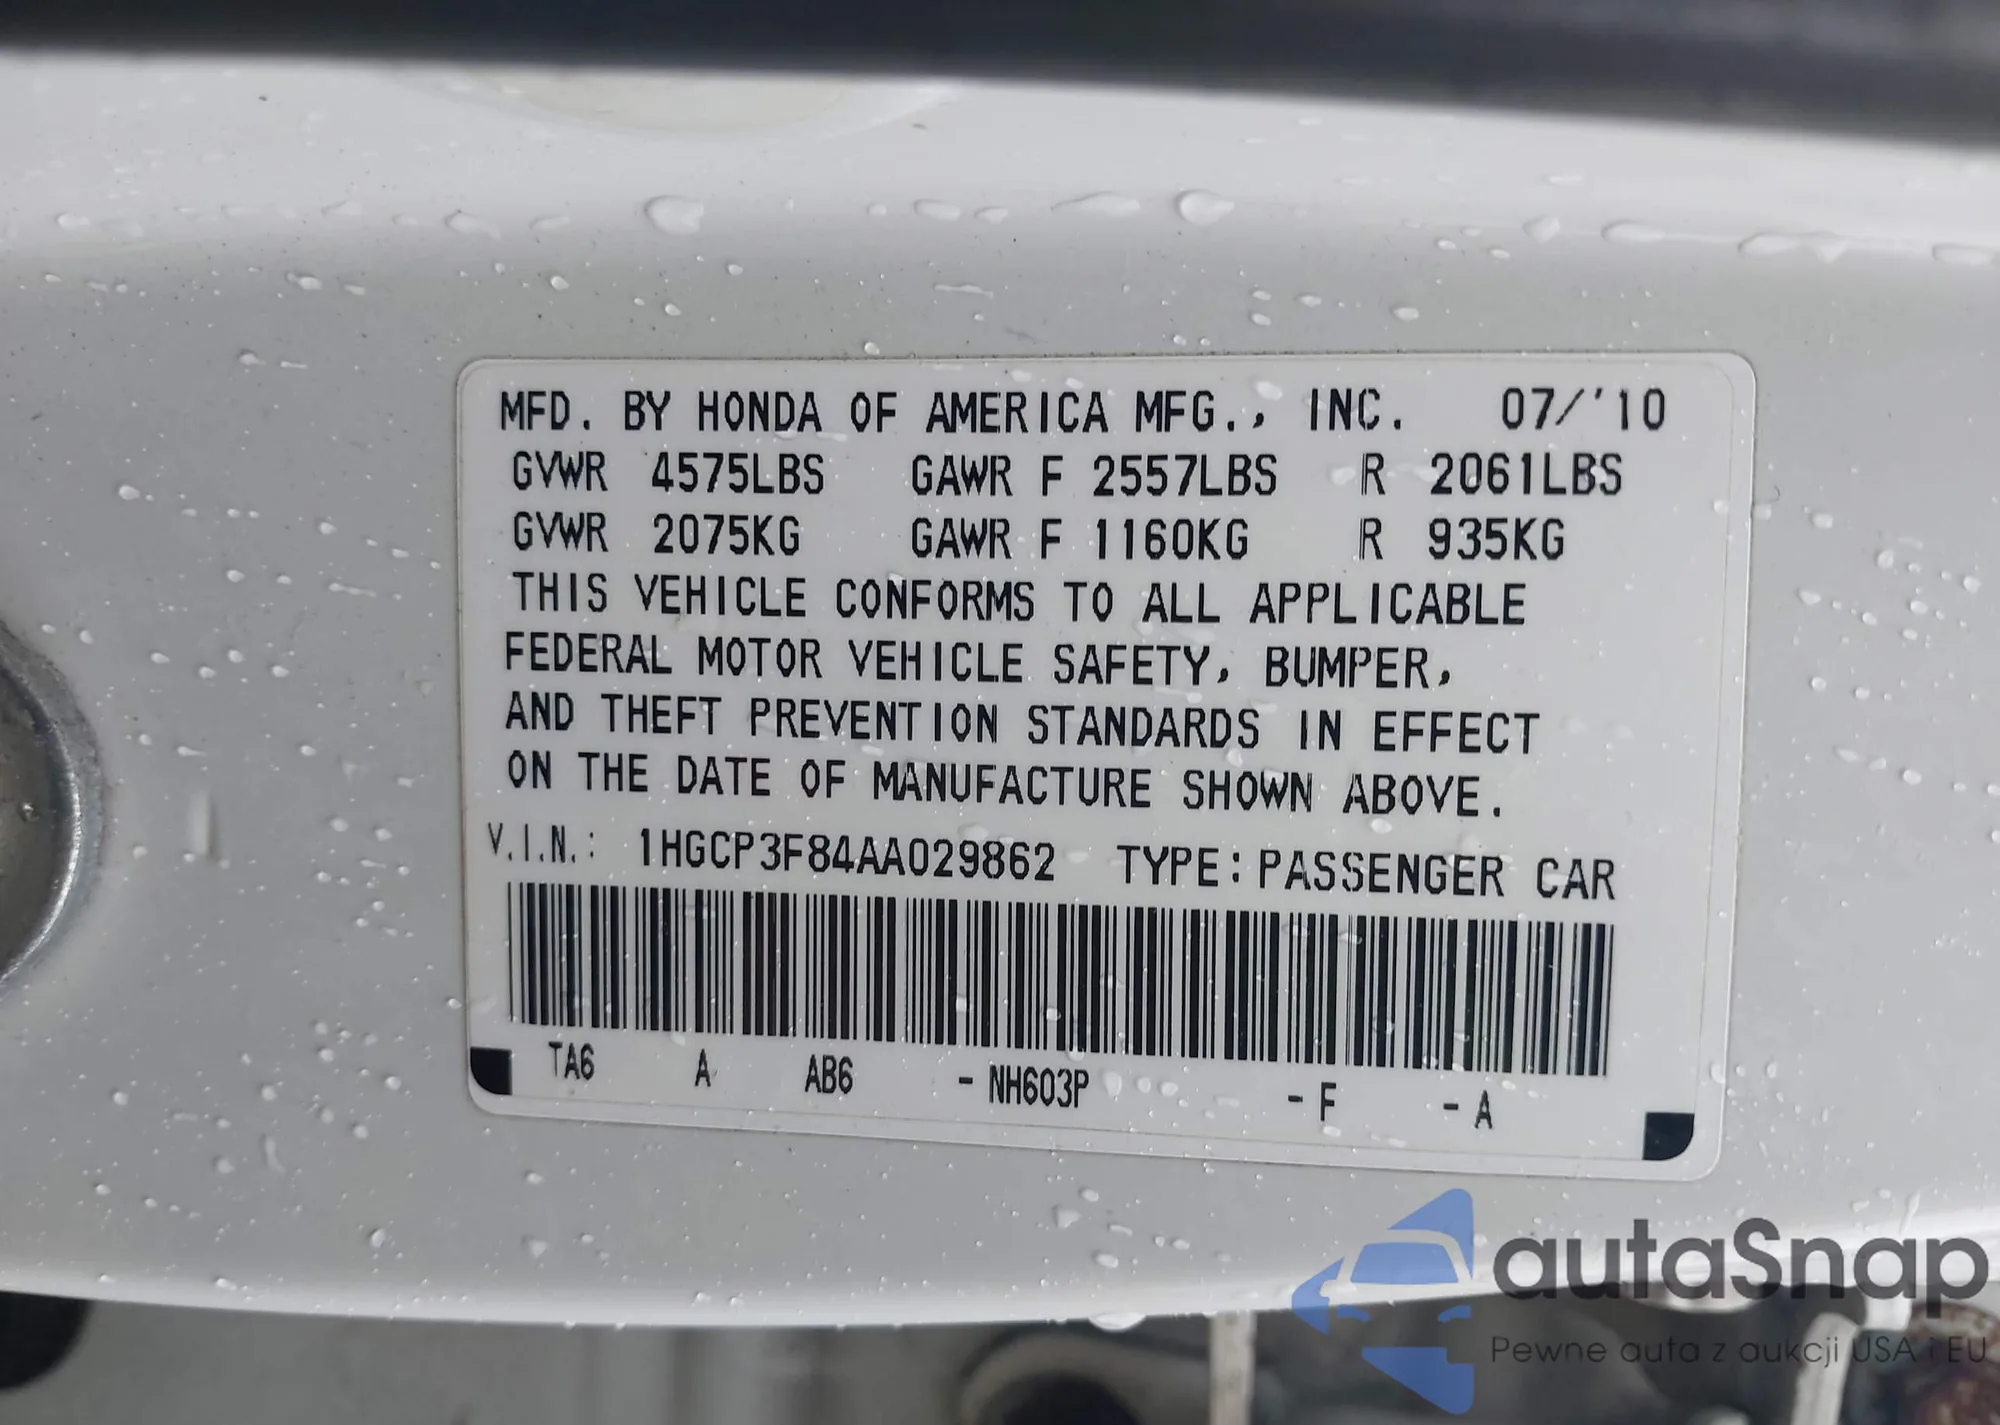 MFD. BY HONDA OF AMERICA MFG., INC. 07/'10
GVWR 4575LBS GAWR F 2557LBS R 2061LBS
GVWR 2075KG GAWR F 1160KG R 935KG
THIS VEHICLE CONFORMS TO ALL APPLICABLE
FEDERAL MOTOR VEHICLE SAFETY, BUMPER,
AND THEFT PREVENTION STANDARDS IN EFFECT
ON THE DATE OF MANUFACTURE SHOWN ABOVE.
V.I.N.: 1HGCP3F84AA029862 TYPE: PASSENGER CAR
TA6 A AB6 - NH603P - F - A
autaSnap
Pewne auta z aukcji USA i EU